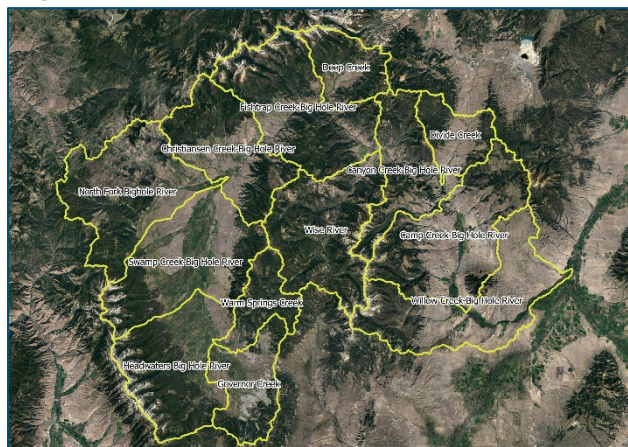 Deep Creek
Fishtrap Creek-Big Hole River
Divide Creek
Christiansen Creek-Big Hole River
Canyon Creek-Big Hole River
North Fork Bighole River
Wise River
Camp Creek-Big Hole River
Swamp Creek-Big Hole River
Warm Springs Creek
Willow Creek-Big Hole River
Headwaters Big Hole River
Governor Creek